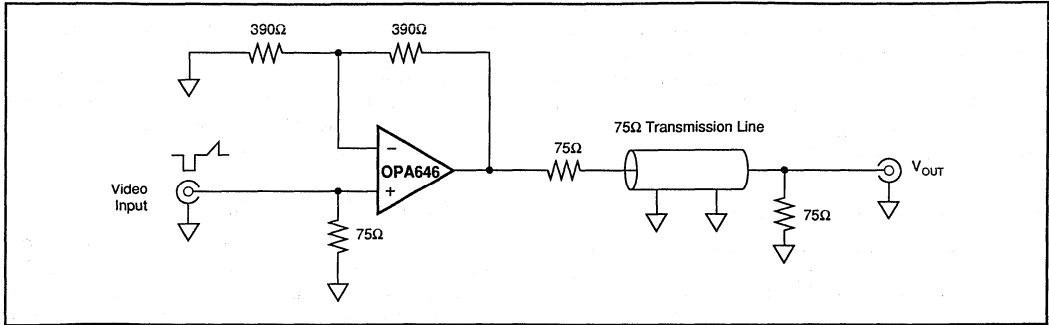 390Ω
390Ω
75Ω Transmission Line
75Ω
−
OPA646
+
Video
Input
75Ω
75Ω
VOUT